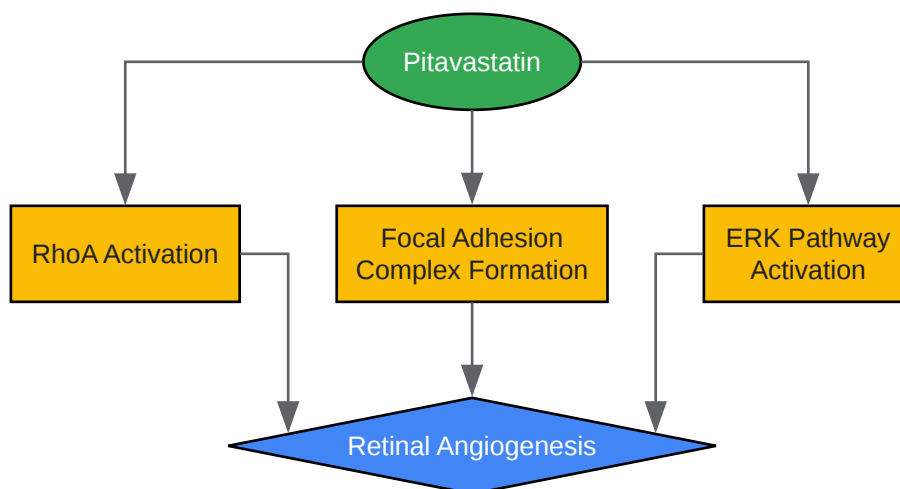 Pitavastatin
RhoA Activation
Focal Adhesion
Complex Formation
ERK Pathway
Activation
Retinal Angiogenesis